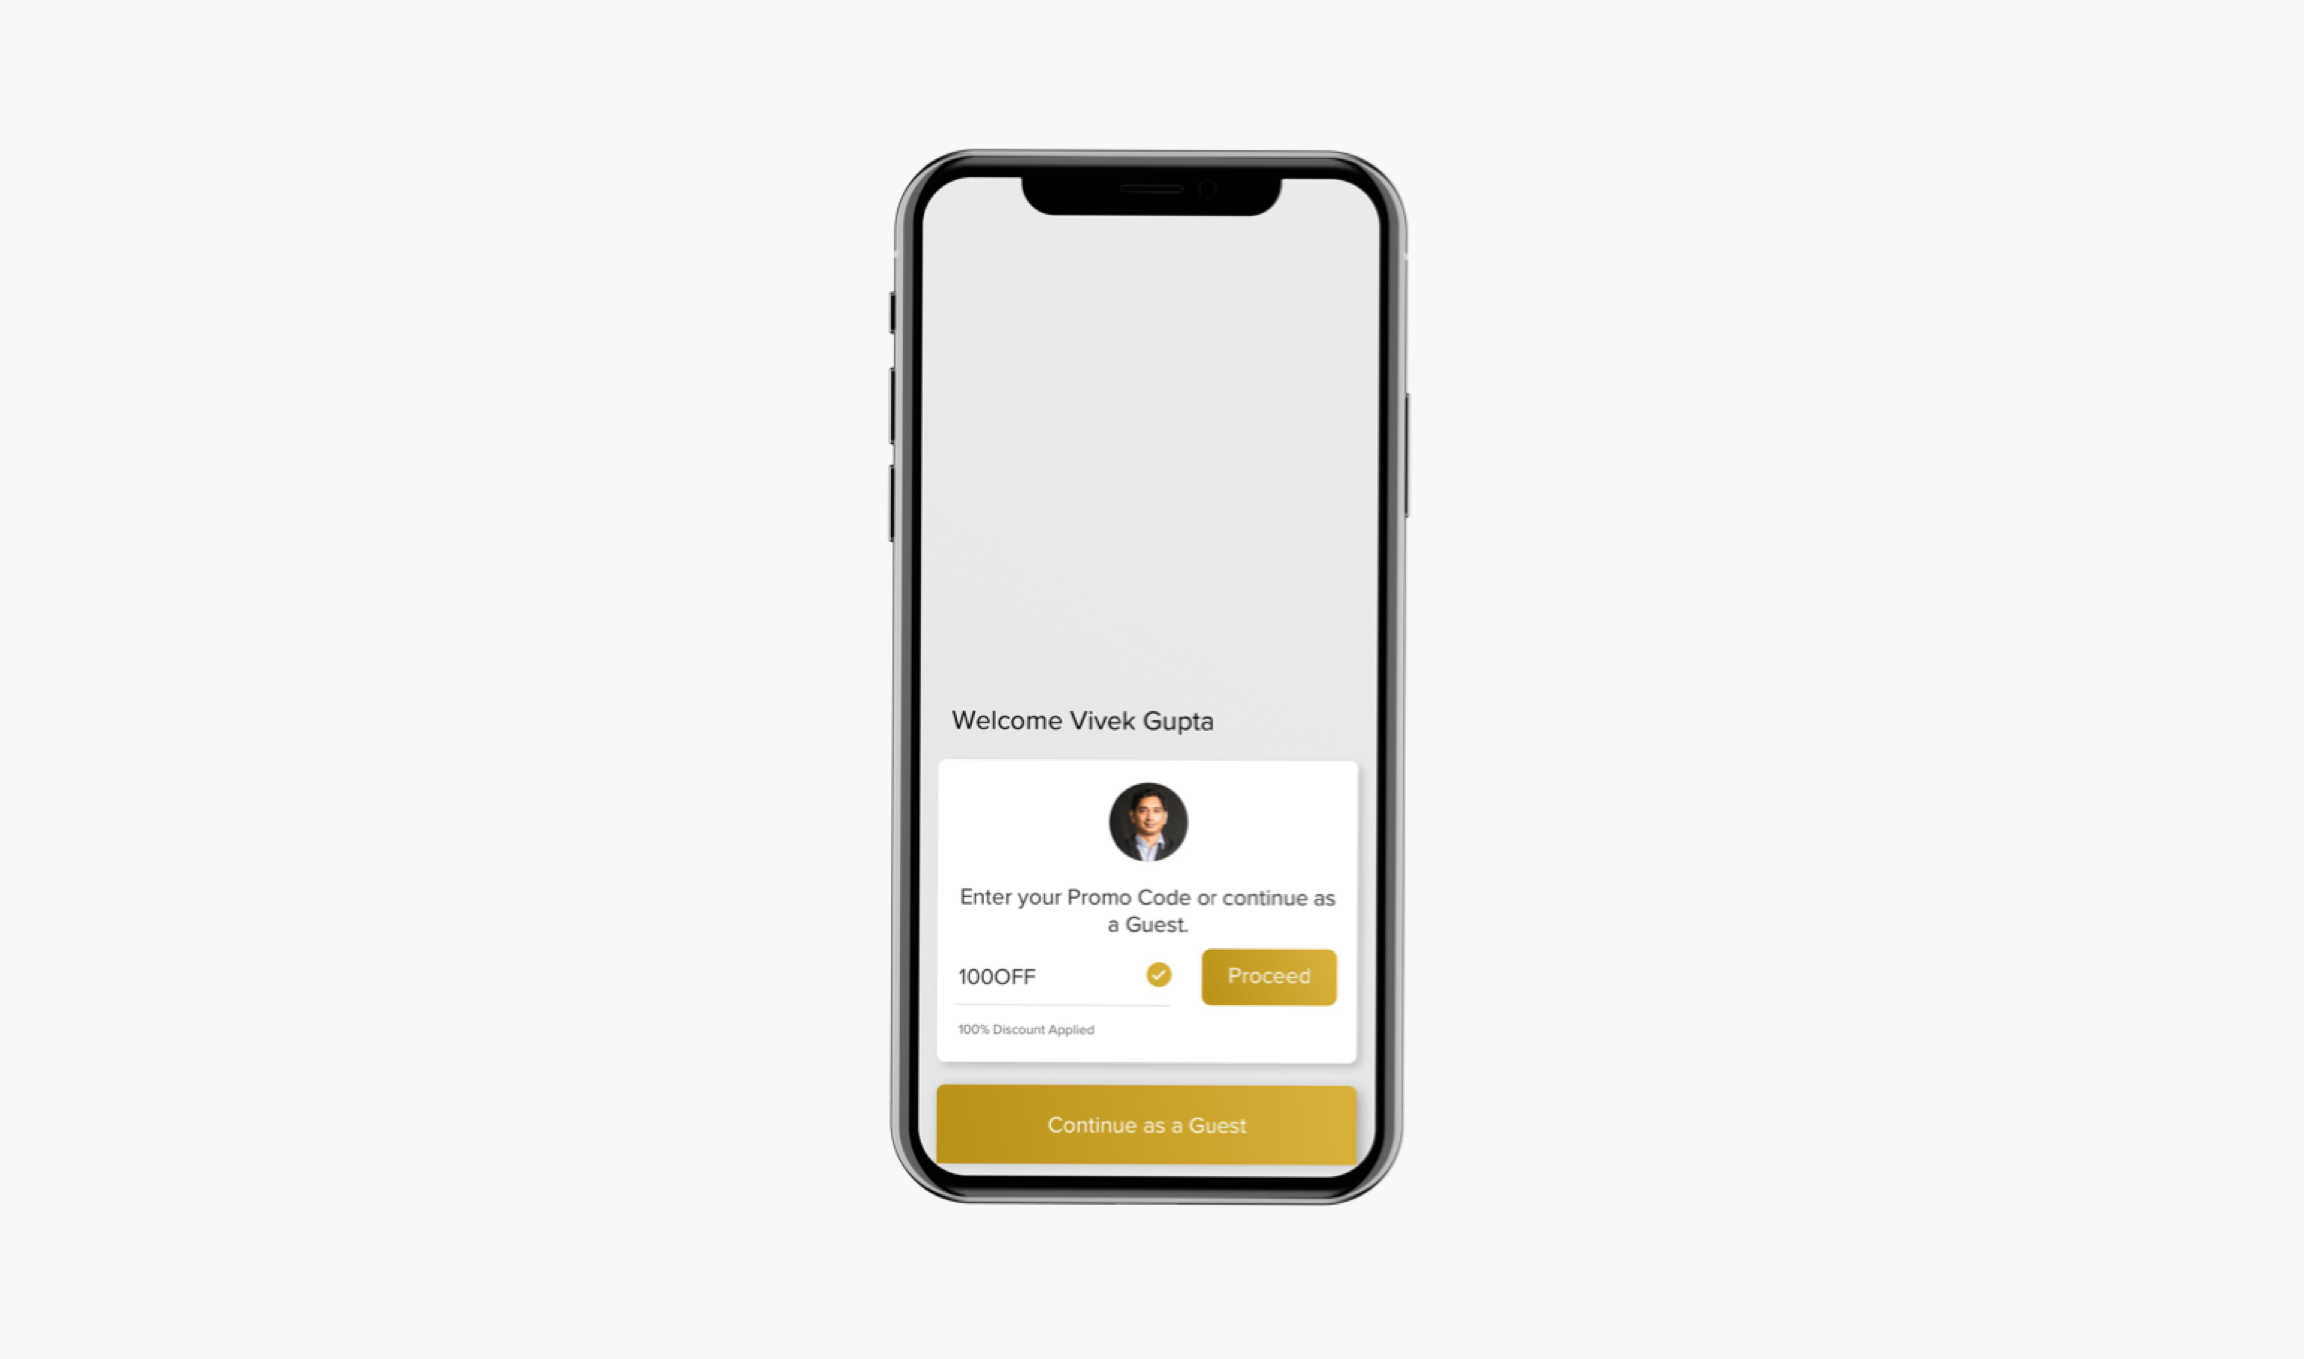 Welcome Vivek Gupta
Enter your Promo Code or continue as
a Guest.
100OFF
Proceed
100% Discount Applied
Continue as a Guest